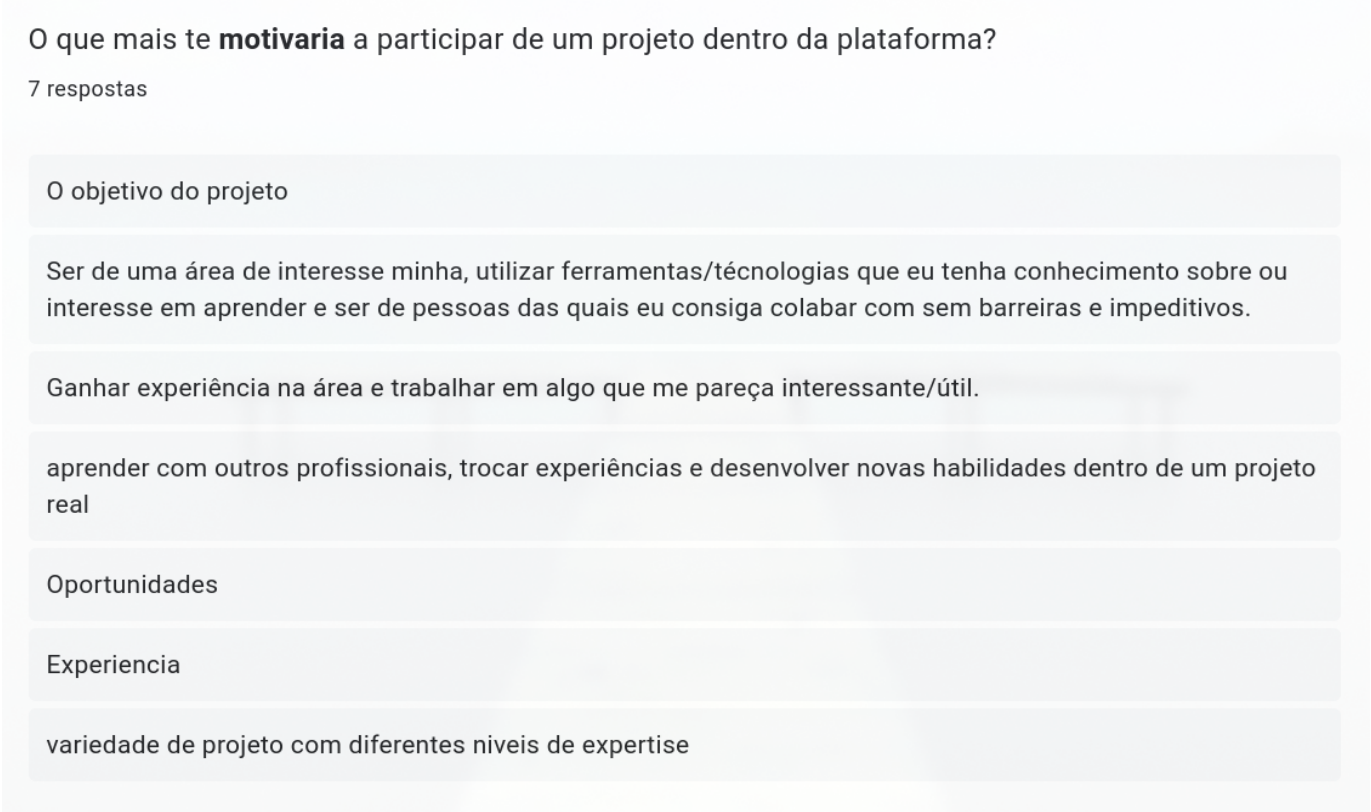 O que mais te motivaria a participar de um projeto dentro da plataforma?
7 respostas
O objetivo do projeto
Ser de uma área de interesse minha, utilizar ferramentas/técnologias que eu tenha conhecimento sobre ou
interesse em aprender e ser de pessoas das quais eu consiga colabar com sem barreiras e impeditivos.
Ganhar experiência na área e trabalhar em algo que me pareça interessante/útil.
aprender com outros profissionais, trocar experiências e desenvolver novas habilidades dentro de um projeto
real
Oportunidades
Experiencia
variedade de projeto com diferentes niveis de expertise